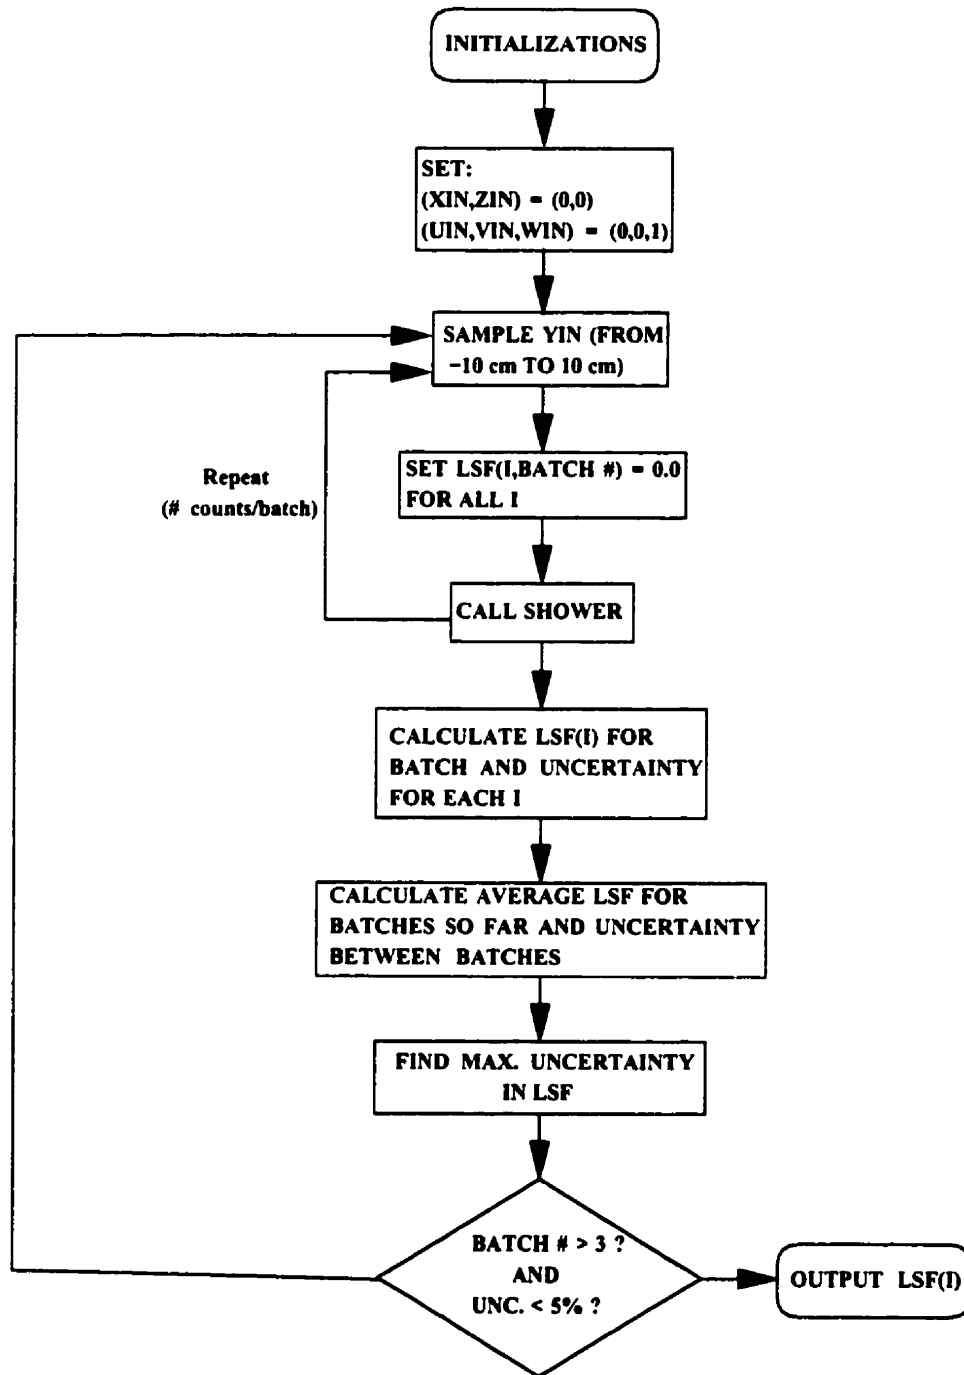 INITIALIZATIONS
SET:
(XIN,ZIN) = (0,0)
(UIN,VIN,WIN) = (0,0,1)
SAMPLE YIN (FROM
−10 cm TO 10 cm)
Repeat
(# counts/batch)
SET LSF(I,BATCH #) = 0.0
FOR ALL I
CALL SHOWER
CALCULATE LSF(I) FOR
BATCH AND UNCERTAINTY
FOR EACH I
CALCULATE AVERAGE LSF FOR
BATCHES SO FAR AND UNCERTAINTY
BETWEEN BATCHES
FIND MAX. UNCERTAINTY
IN LSF
BATCH # > 3 ?
AND
UNC. < 5% ?
OUTPUT LSF(I)